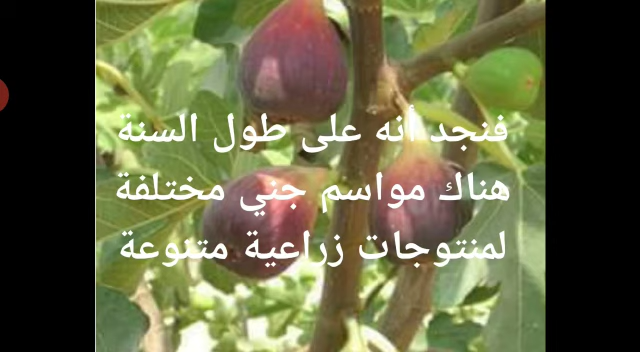 فنجد أنه على طول السنة
هناك مواسم جني مختلفة
لمنتوجات زراعية متنوعة